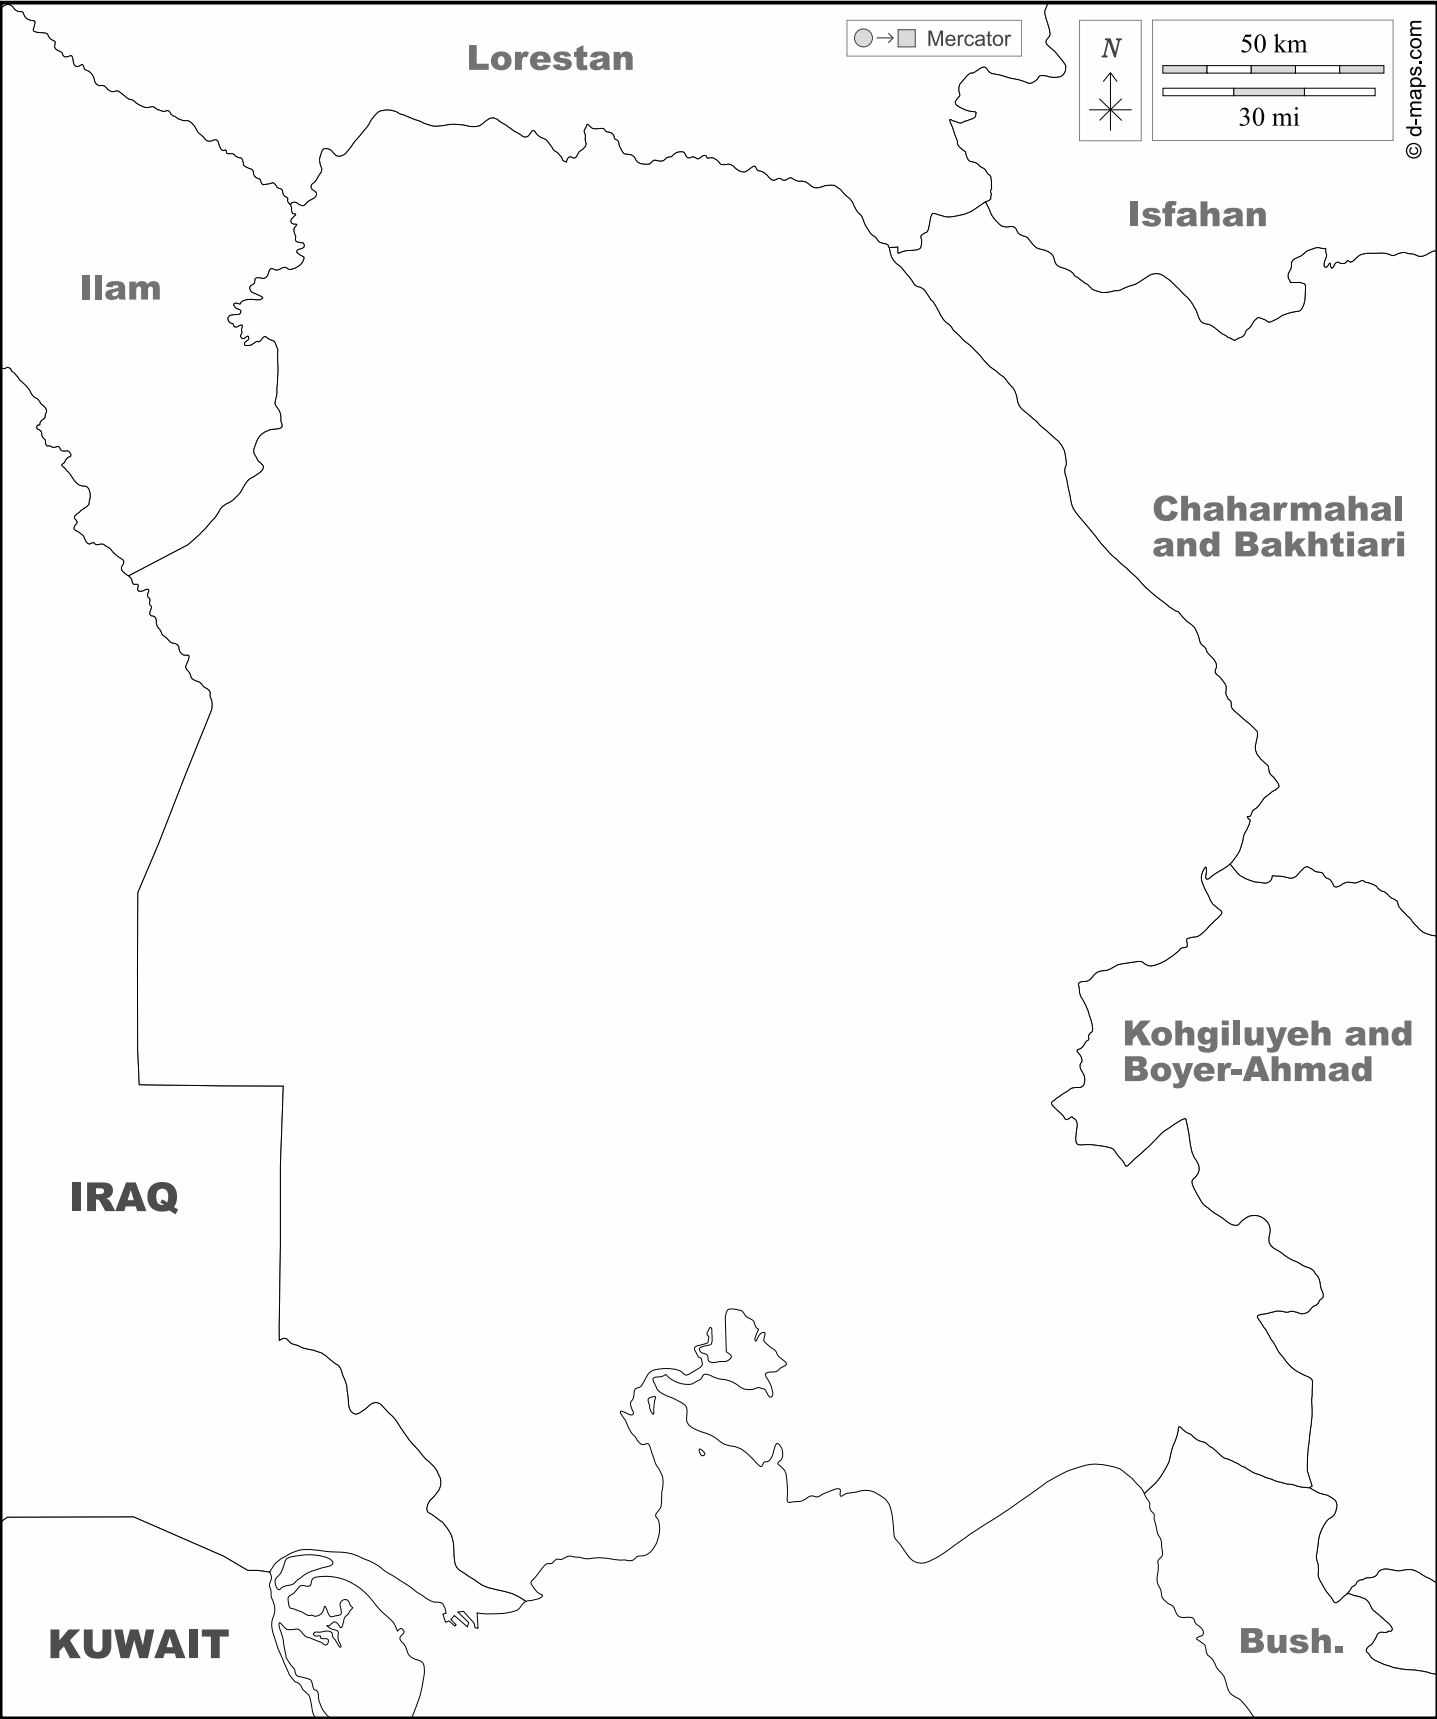 Lorestan
Mercator
N
50 km
30 mi
© d-maps.com
Isfahan
Ilam
Chaharmahal
and Bakhtiari
Kohgiluyeh and
Boyer-Ahmad
IRAQ
KUWAIT
Bush.